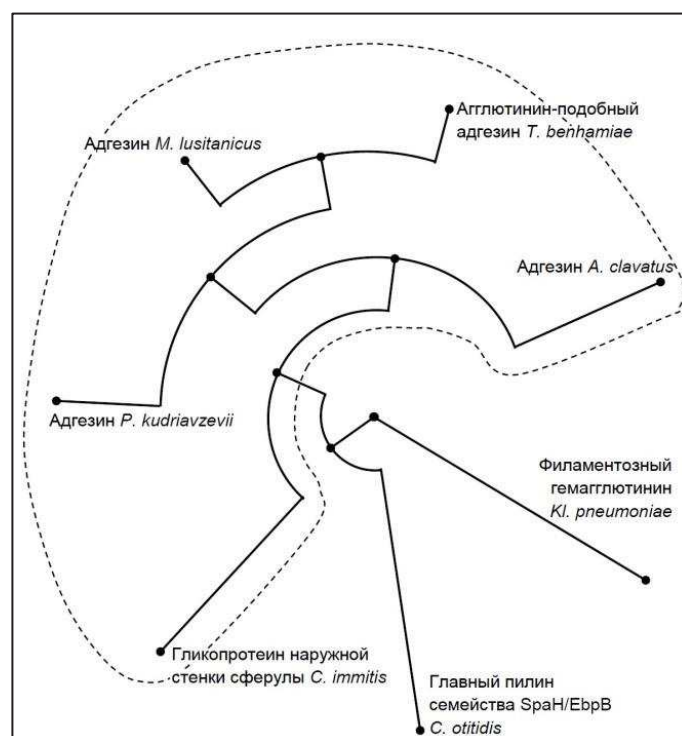 Агглютинин-подобный
адгезин T. benhamiae
Адгезин M. lusitanicus
Адгезин A. clavatus
Адгезин P. kudriavzevii
Филаментозный
гемагглютинин
Kl. pneumoniae
Гликопротеин наружной
стенки сферулы C. immitis
Главный пилин
семейства SpaH/EbpB
C. otitidis